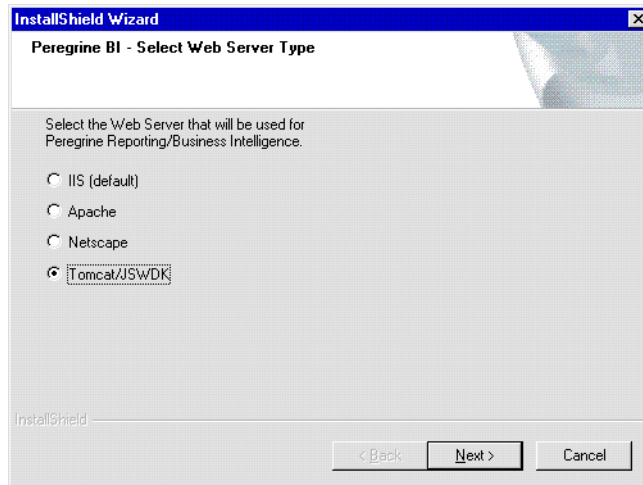 InstallShield Wizard
Peregrine BI - Select Web Server Type
Select the Web Server that will be used for
Peregrine Reporting/Business Intelligence.
IIS (default)
Apache
Netscape
Tomcat/JSWDK
InstallShield
< Back
Next >
Cancel